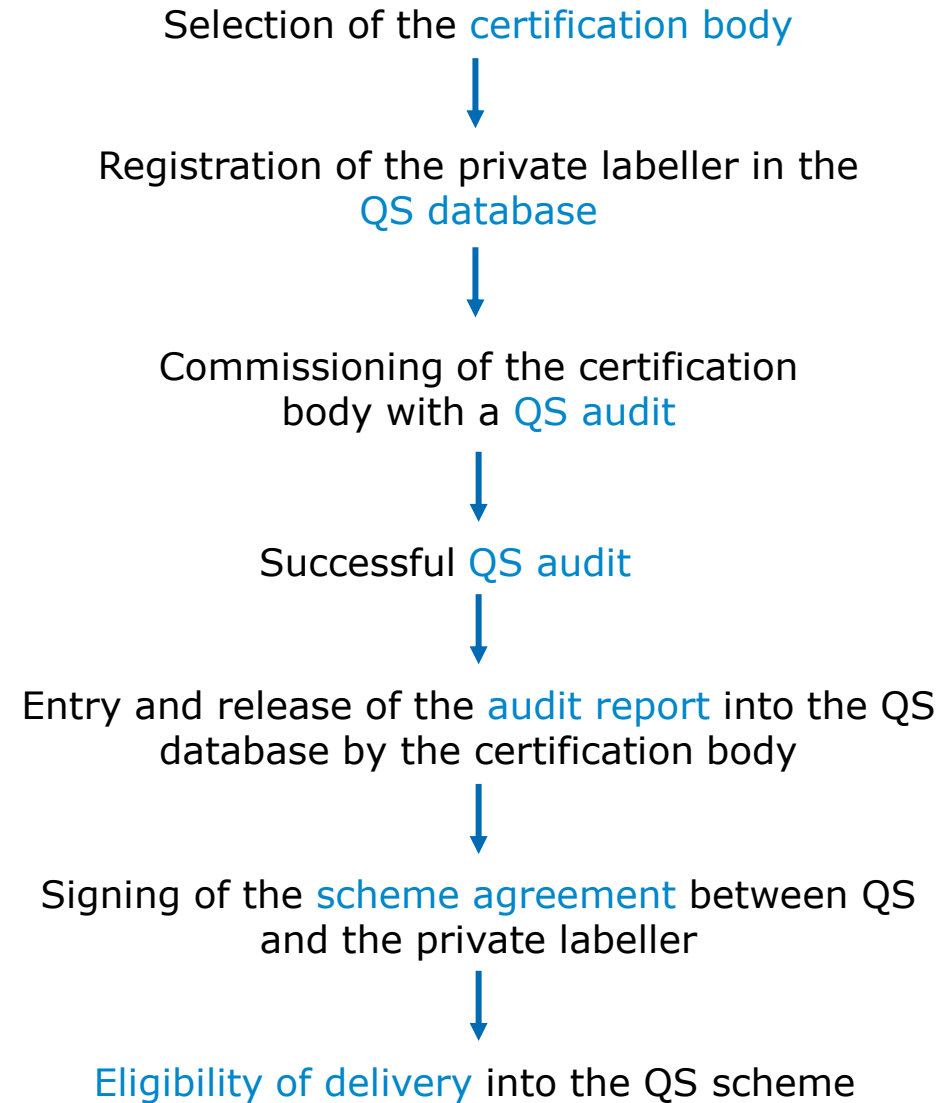 Selection of the certification body
Registration of the private labeller in the
QS database
Commissioning of the certification
body with a QS audit
Successful QS audit
Entry and release of the audit report into the QS
database by the certification body
Signing of the scheme agreement between QS
and the private labeller
Eligibility of delivery into the QS scheme